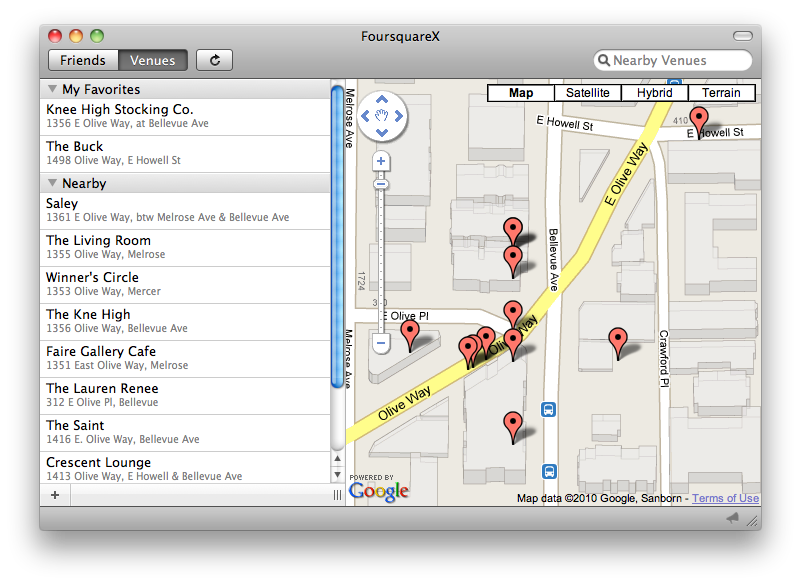 FoursquareX
Friends
Venues
Nearby Venues
My Favorites
Knee High Stocking Co.
1356 E Olive Way, at Bellevue Ave
The Buck
1498 Olive Way, E Howell St
Nearby
Saley
1361 E Olive Way, btw Melrose Ave & Bellevue Ave
The Living Room
1355 Olive Way, Melrose
Winner's Circle
1353 Olive Way, Mercer
The Kne High
1356 Olive Way, Bellevue Ave
Faire Gallery Cafe
1351 East Olive Way, Melrose
The Lauren Renee
312 E Olive Pl, Bellevue
The Saint
1416 E. Olive Way, Bellevue Ave
Crescent Lounge
1413 Olive Way, E Howell & Bellevue Ave
+
Map
Satellite
Hybrid
Terrain
Melrose Ave
E Howell St
410
E Howell St
E Olive Way
Bellevue Ave
1724
E Olive Pl
Olive Way
Melrose Ave
Crawford Pl
Olive Way
POWERED BY
Google
Map data ©2010 Google, Sanborn - Terms of Use